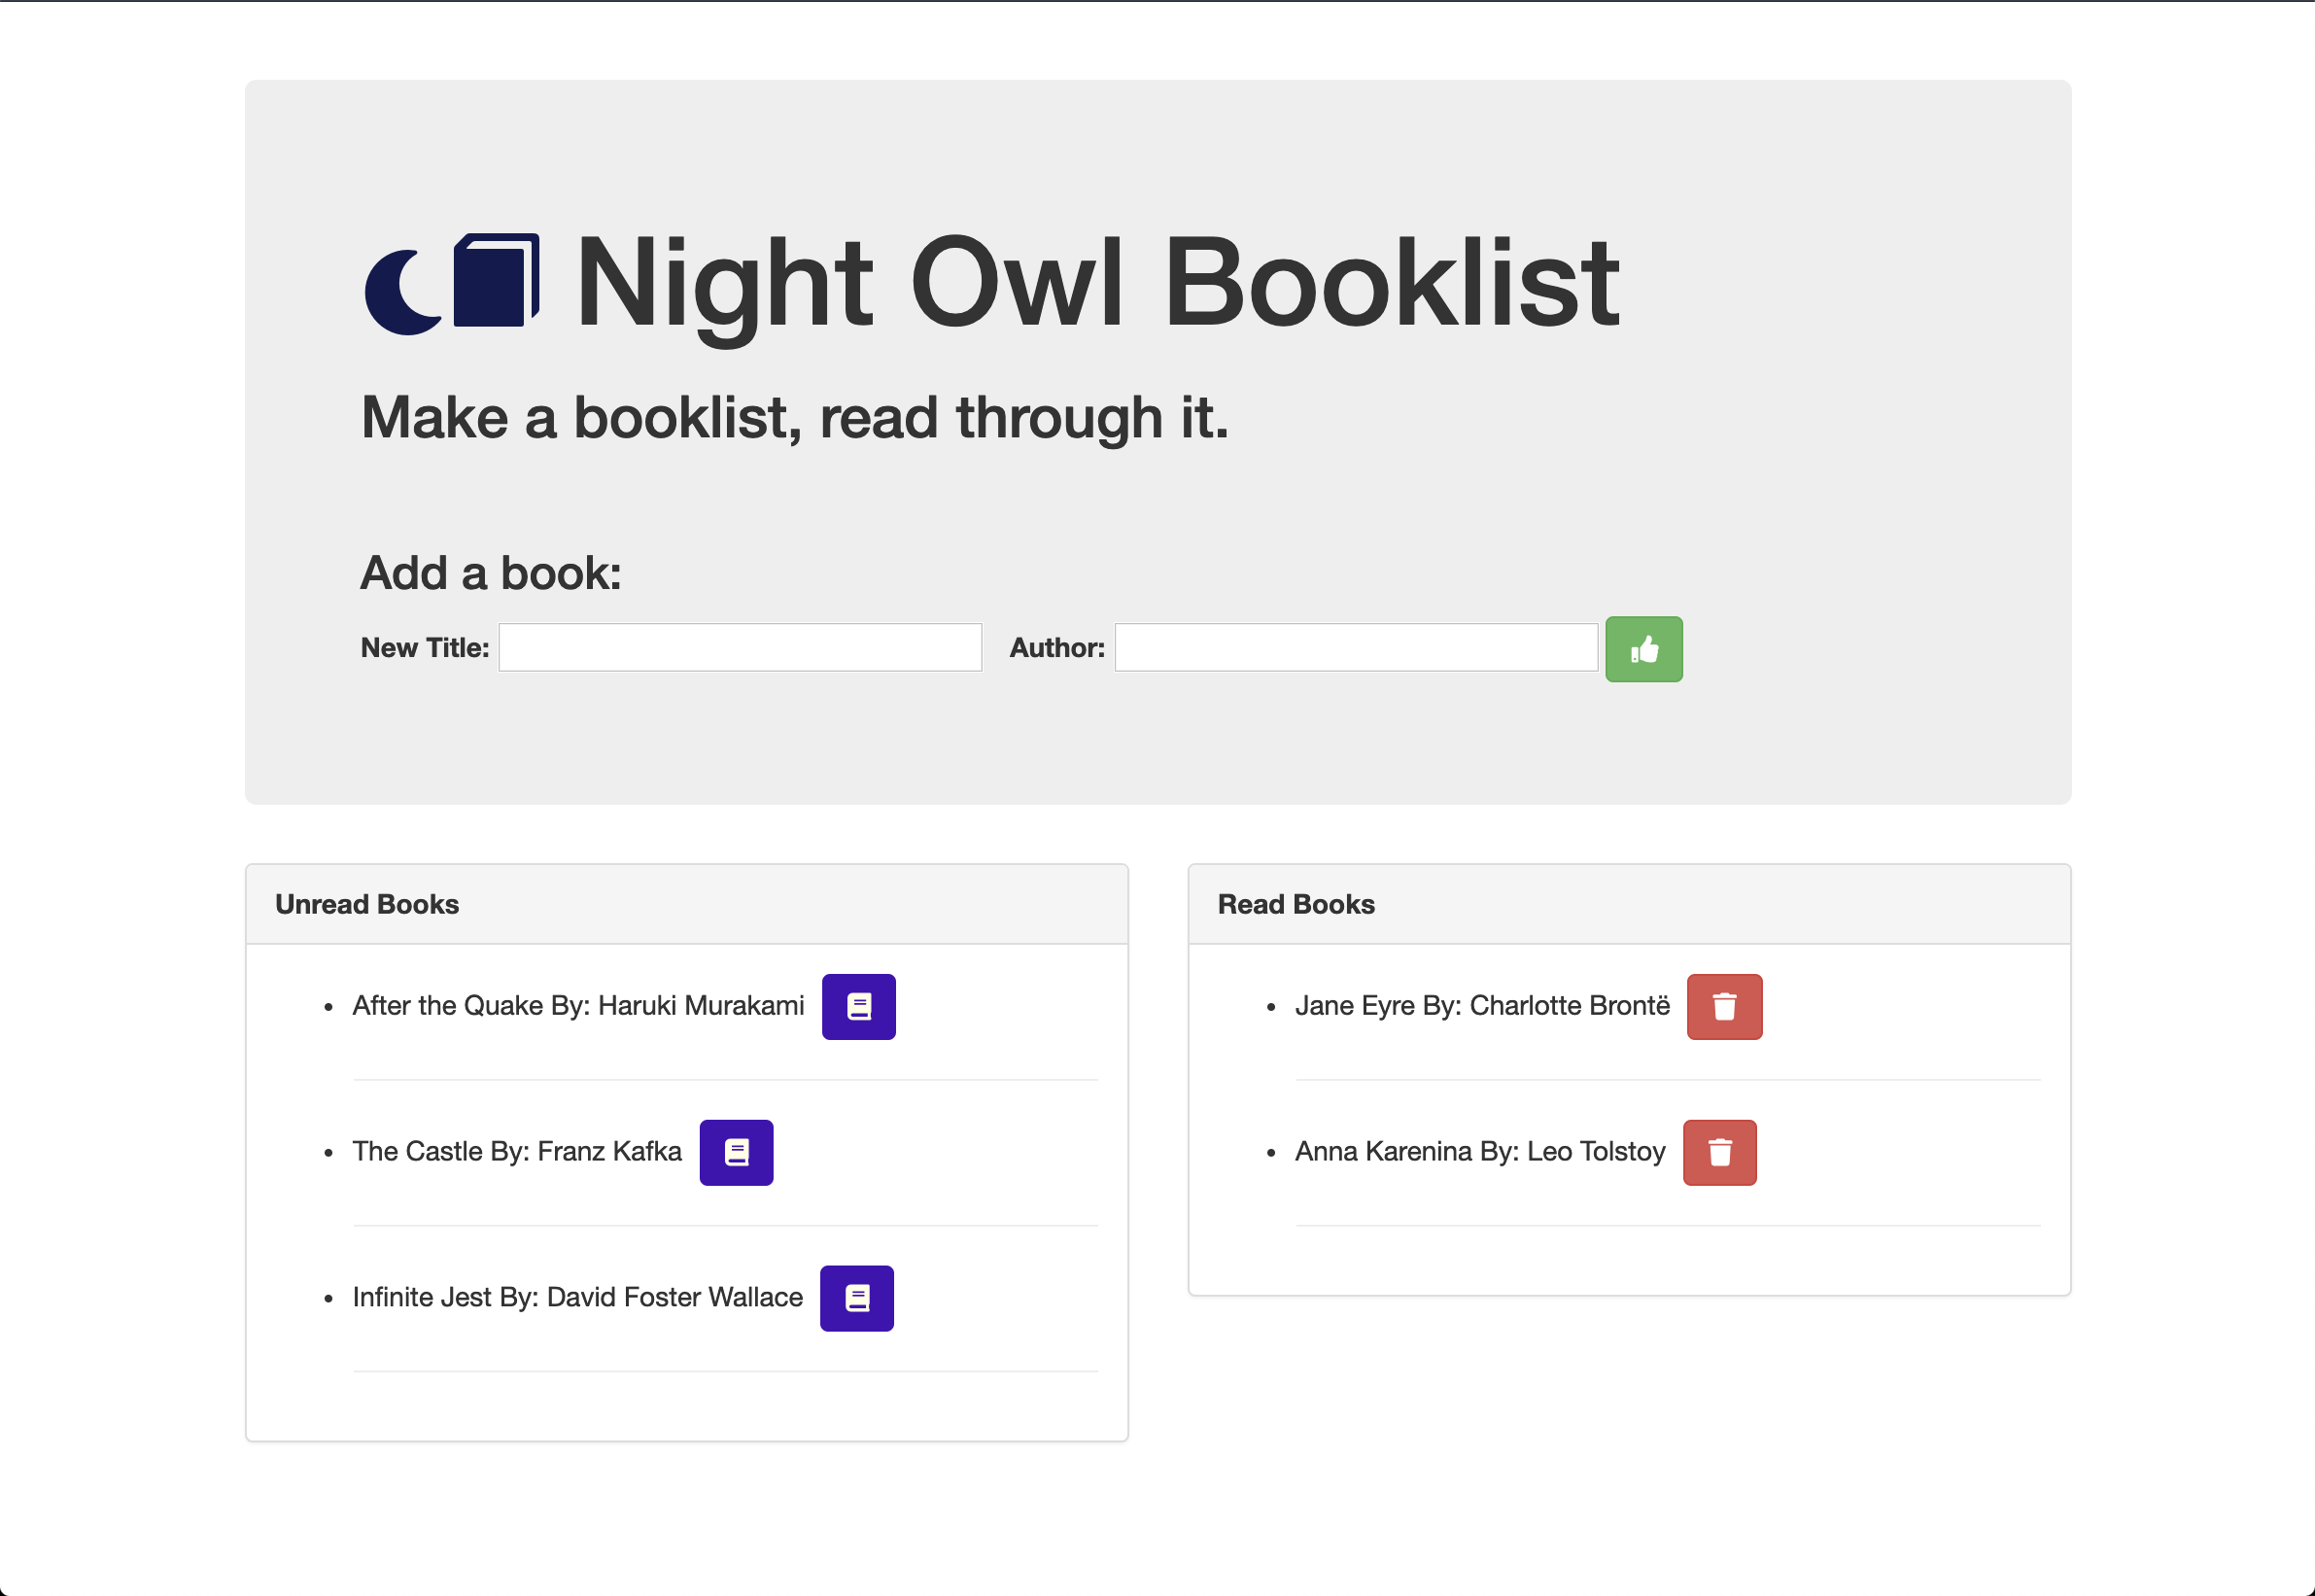 Night Owl Booklist
Make a booklist, read through it.
Add a book:
New Title: Author:
Unread Books
After the Quake By: Haruki Murakami
The Castle By: Franz Kafka
Infinite Jest By: David Foster Wallace
Read Books
Jane Eyre By: Charlotte Brontë
Anna Karenina By: Leo Tolstoy